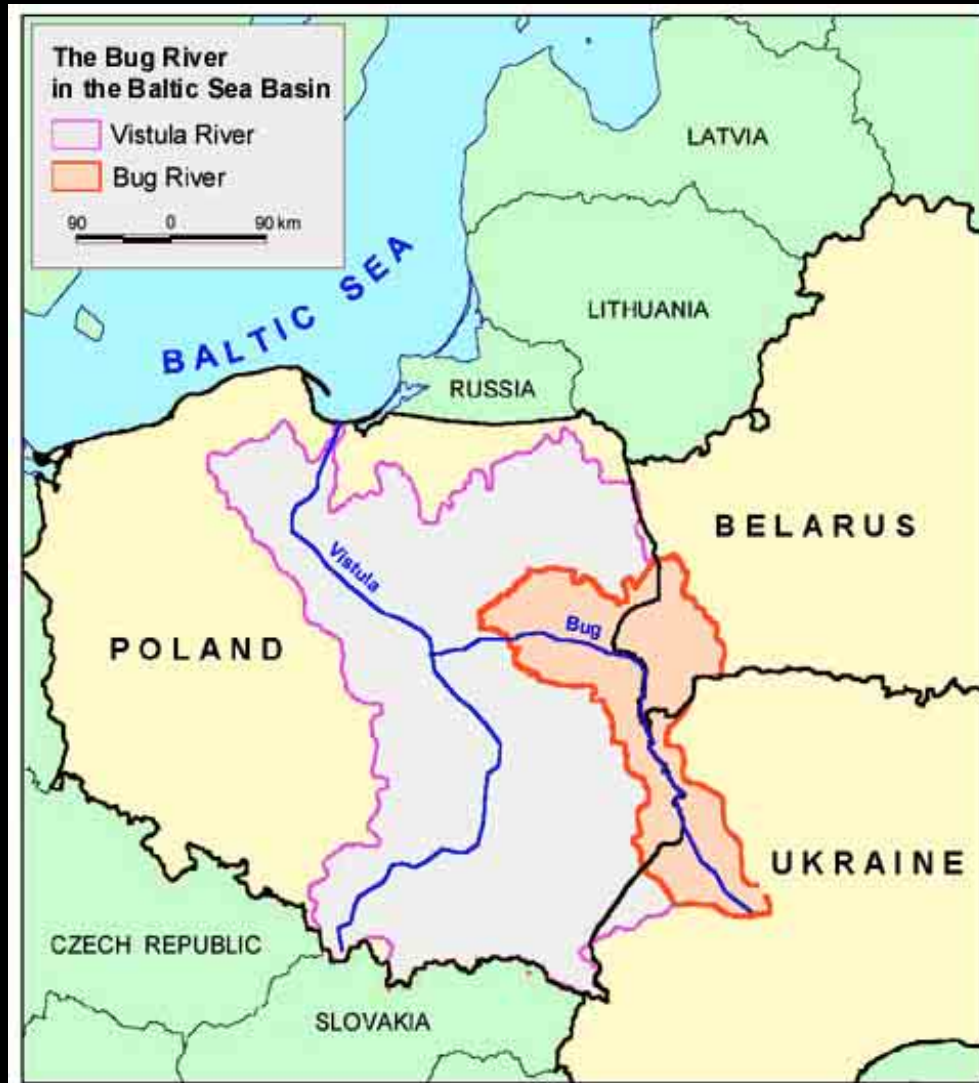 The Bug River
in the Baltic Sea Basin
Vistula River
Bug River
90 0 90 km
LATVIA
BALTIC SEA
LITHUANIA
RUSSIA
BELARUS
Vistula
Bug
POLAND
UKRAINE
CZECH REPUBLIC
SLOVAKIA